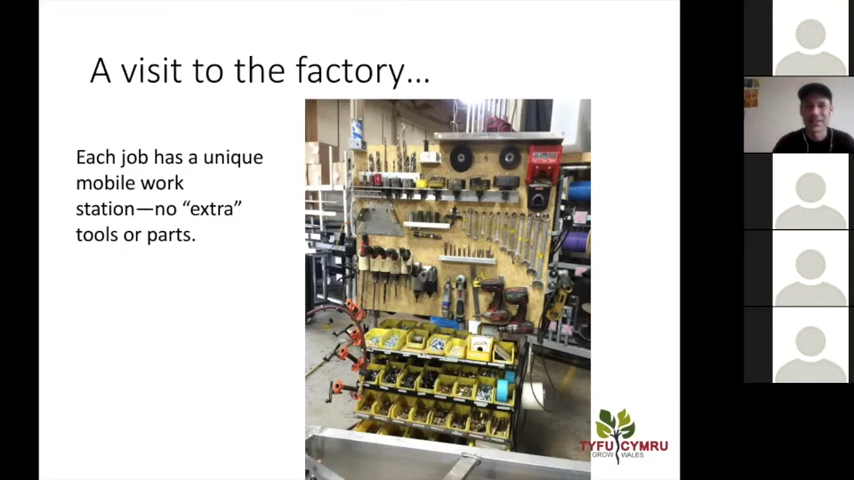 A visit to the factory…
Each job has a unique
mobile work
station—no “extra”
tools or parts.
TYFU CYMRU
GROW WALES